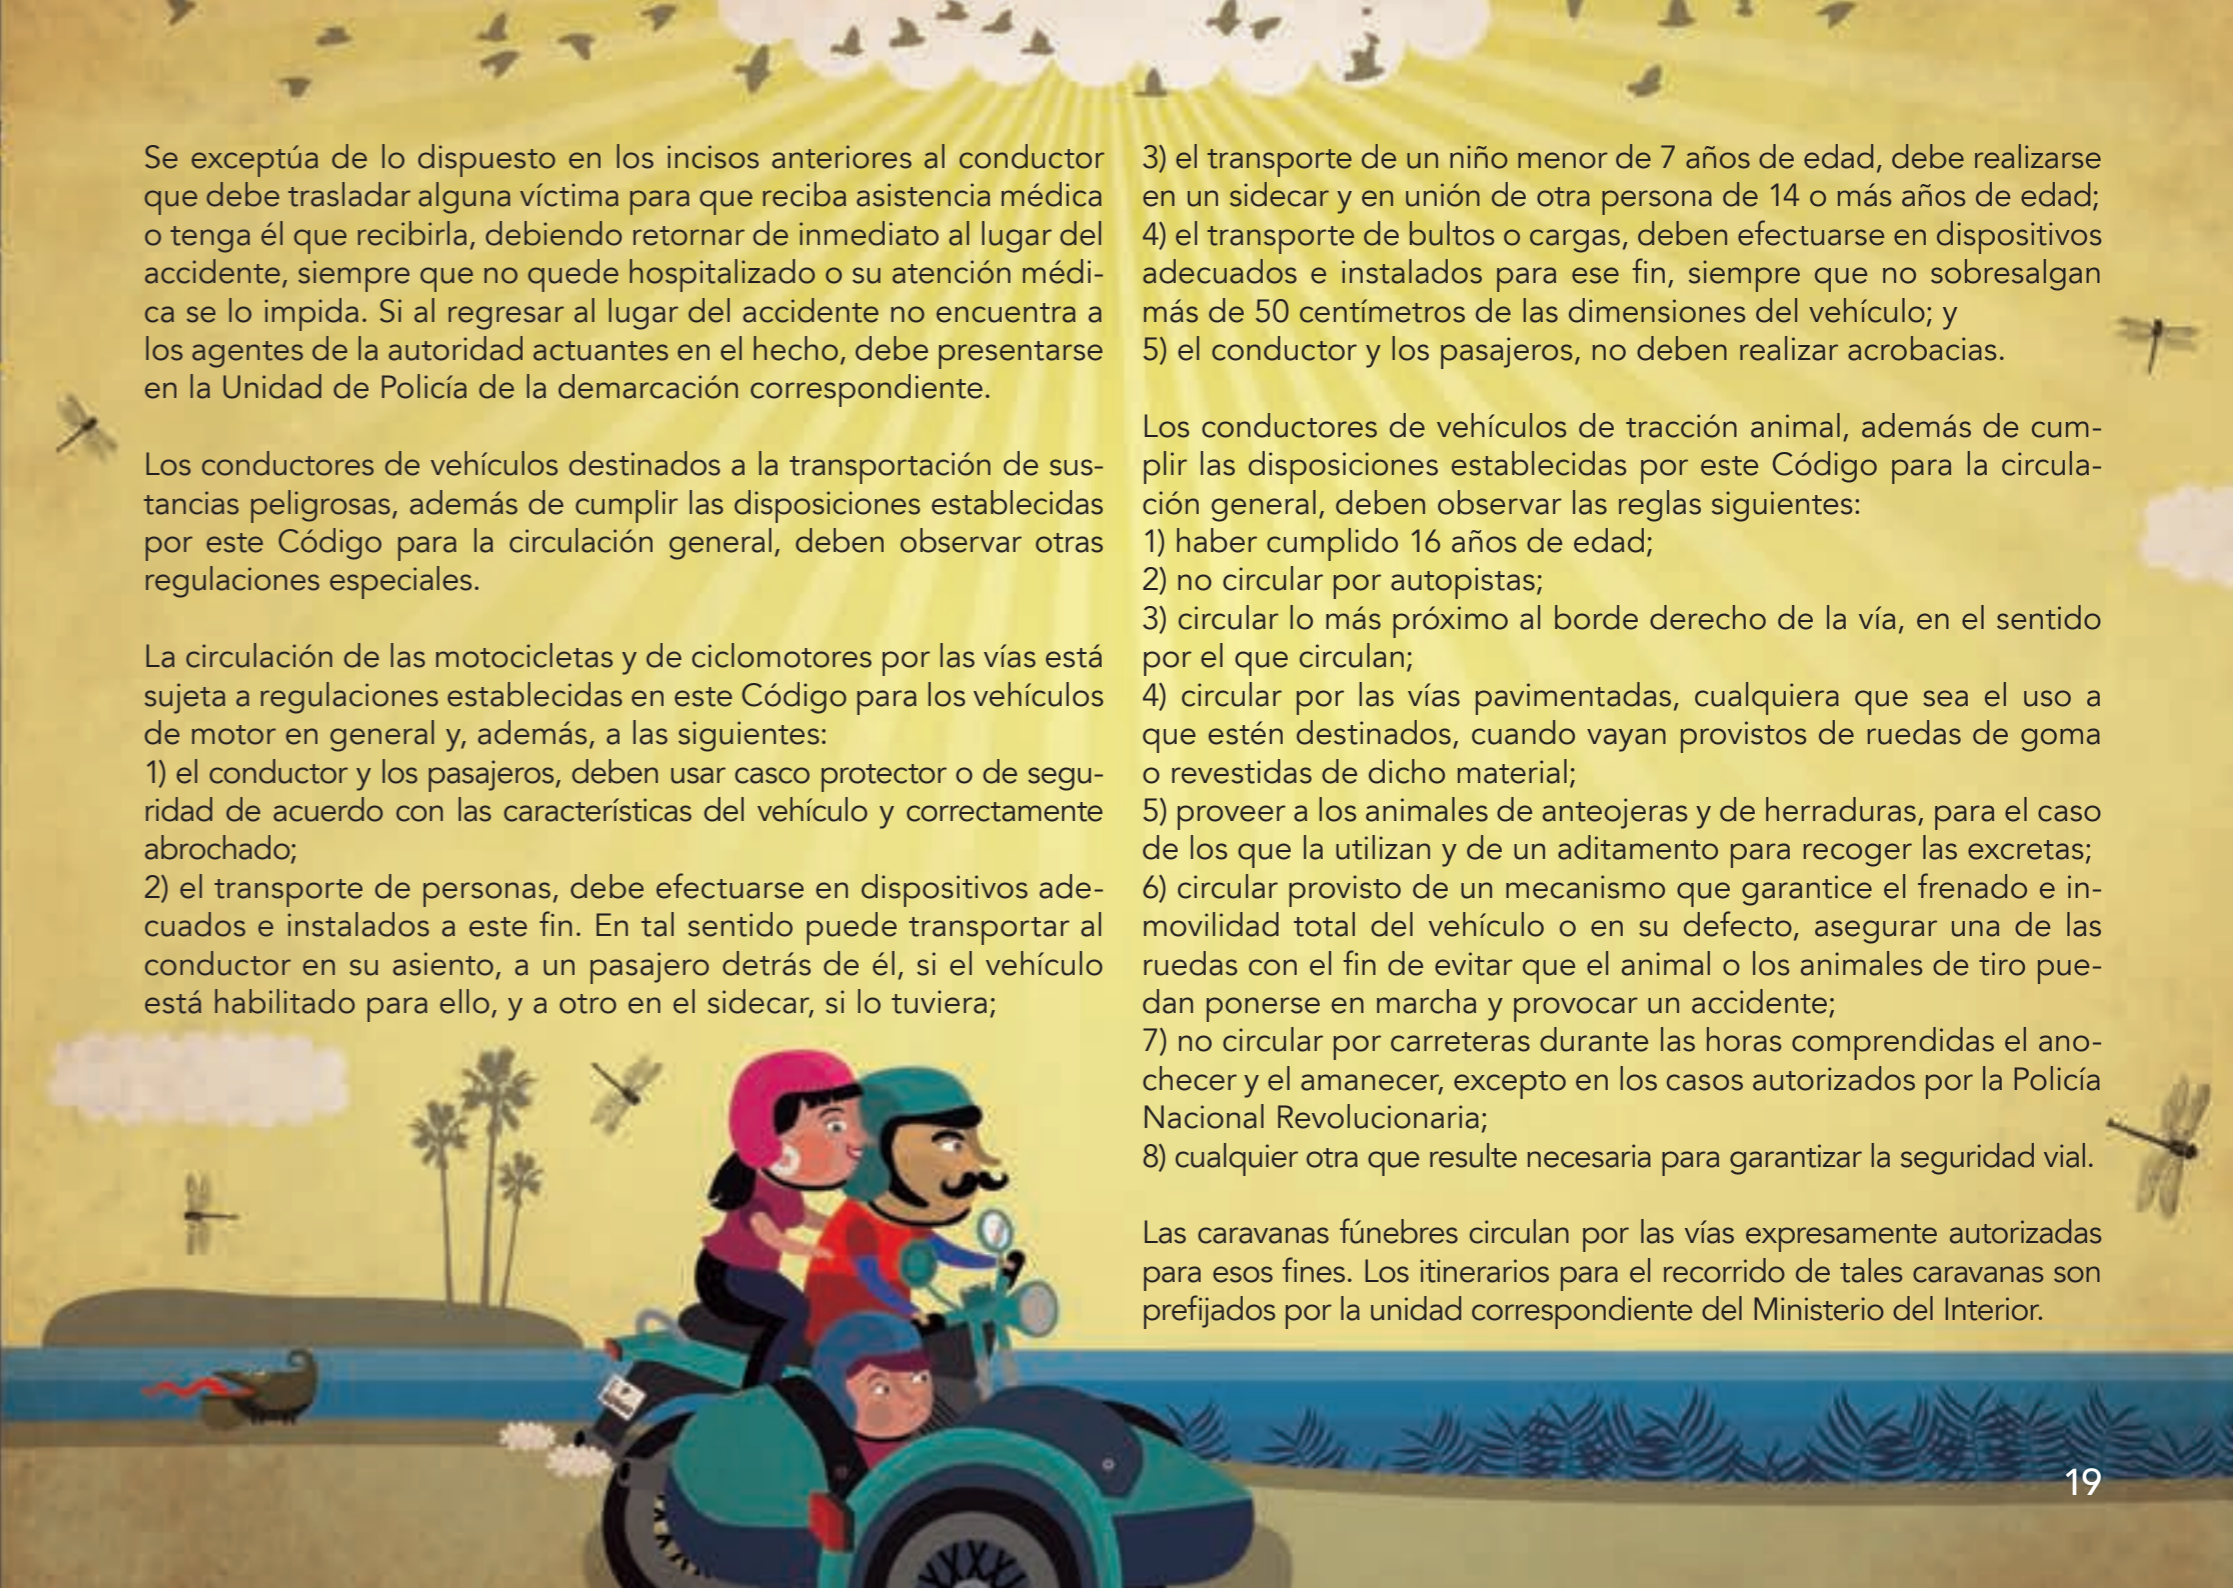 Se exceptúa de lo dispuesto en los incisos anteriores al conductor
que debe trasladar alguna víctima para que reciba asistencia médica
o tenga él que recibirla, debiendo retornar de inmediato al lugar del
accidente, siempre que no quede hospitalizado o su atención médi-
ca se lo impida. Si al regresar al lugar del accidente no encuentra a
los agentes de la autoridad actuantes en el hecho, debe presentarse
en la Unidad de Policía de la demarcación correspondiente.
Los conductores de vehículos destinados a la transportación de sus-
tancias peligrosas, además de cumplir las disposiciones establecidas
por este Código para la circulación general, deben observar otras
regulaciones especiales.
La circulación de las motocicletas y de ciclomotores por las vías está
sujeta a regulaciones establecidas en este Código para los vehículos
de motor en general y, además, a las siguientes:
1) el conductor y los pasajeros, deben usar casco protector o de segu-
ridad de acuerdo con las características del vehículo y correctamente
abrochado;
2) el transporte de personas, debe efectuarse en dispositivos ade-
cuados e instalados a este fin. En tal sentido puede transportar al
conductor en su asiento, a un pasajero detrás de él, si el vehículo
está habilitado para ello, y a otro en el sidecar, si lo tuviera;
3) el transporte de un niño menor de 7 años de edad, debe realizarse
en un sidecar y en unión de otra persona de 14 o más años de edad;
4) el transporte de bultos o cargas, deben efectuarse en dispositivos
adecuados e instalados para ese fin, siempre que no sobresalgan
más de 50 centímetros de las dimensiones del vehículo; y
5) el conductor y los pasajeros, no deben realizar acrobacias.
Los conductores de vehículos de tracción animal, además de cum-
plir las disposiciones establecidas por este Código para la circula-
ción general, deben observar las reglas siguientes:
1) haber cumplido 16 años de edad;
2) no circular por autopistas;
3) circular lo más próximo al borde derecho de la vía, en el sentido
por el que circulan;
4) circular por las vías pavimentadas, cualquiera que sea el uso a
que estén destinados, cuando vayan provistos de ruedas de goma
o revestidas de dicho material;
5) proveer a los animales de anteojeras y de herraduras, para el caso
de los que la utilizan y de un aditamento para recoger las excretas;
6) circular provisto de un mecanismo que garantice el frenado e in-
movilidad total del vehículo o en su defecto, asegurar una de las
ruedas con el fin de evitar que el animal o los animales de tiro pue-
dan ponerse en marcha y provocar un accidente;
7) no circular por carreteras durante las horas comprendidas el ano-
checer y el amanecer, excepto en los casos autorizados por la Policía
Nacional Revolucionaria;
8) cualquier otra que resulte necesaria para garantizar la seguridad vial.
Las caravanas fúnebres circulan por las vías expresamente autorizadas
para esos fines. Los itinerarios para el recorrido de tales caravanas son
prefijados por la unidad correspondiente del Ministerio del Interior.
19